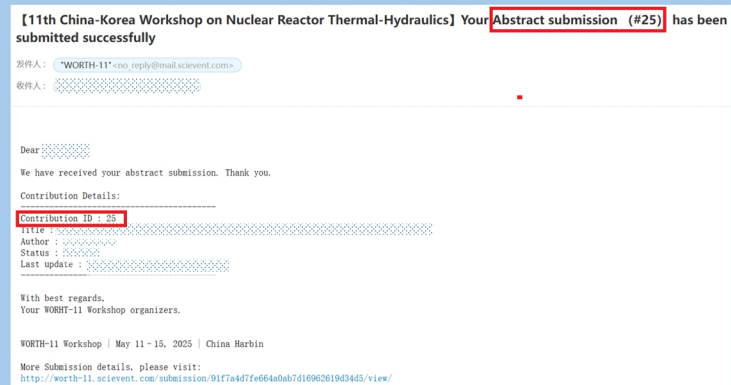 【11th China-Korea Workshop on Nuclear Reactor Thermal-Hydraulics】Your Abstract submission （#25） has been
submitted successfully
发件人： "WORTH-11"<no_reply@mail.scievent.com>
收件人：
Dear
We have received your abstract submission. Thank you.
Contribution Details:
----------------------------------------
Contribution ID : 25
Title :
Author :
Status :
Last update :
----------------------------------------
With best regards,
Your WORHT-11 Workshop organizers.
WORTH-11 Workshop | May 11–15, 2025 | China Harbin
More Submission details, please visit:
http://worth-11.scievent.com/submission/91f7a4d7fe664a0ab7d16962619d34d5/view/